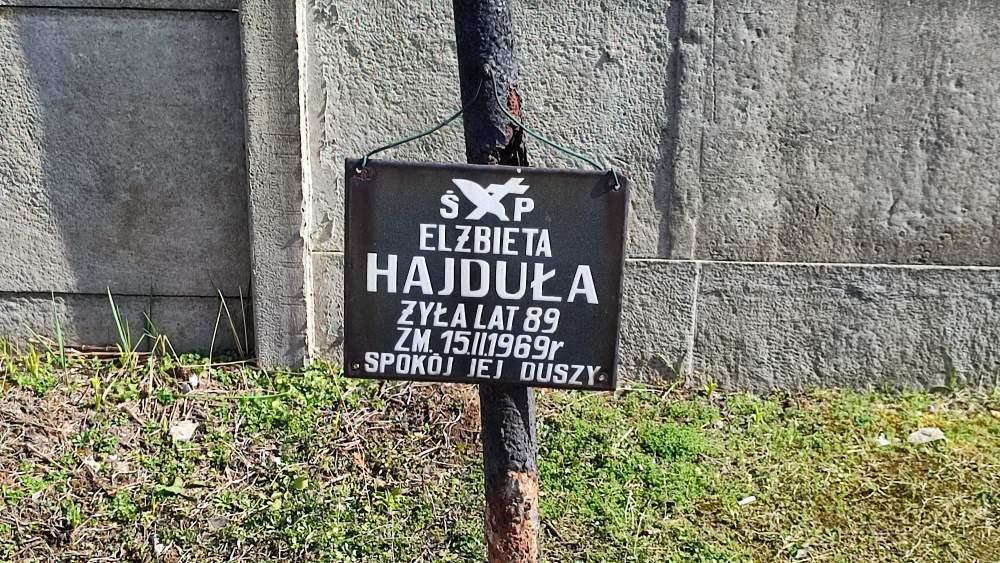 Ś P
ELŻBIETA
HAJDUŁA
ŻYŁA LAT 89
ZM. 15.II.1969r
SPOKÓJ JEJ DUSZY